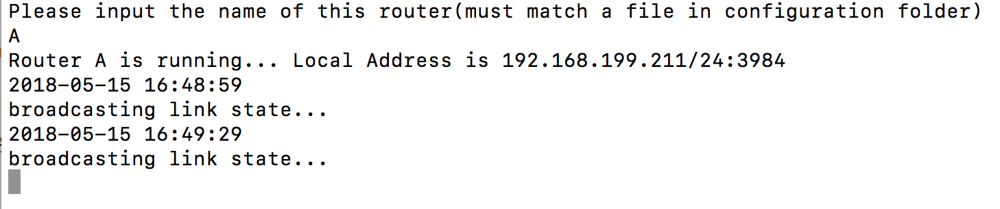 Please input the name of this router(must match a file in configuration folder)
A
Router A is running... Local Address is 192.168.199.211/24:3984
2018-05-15 16:48:59
broadcasting link state...
2018-05-15 16:49:29
broadcasting link state...